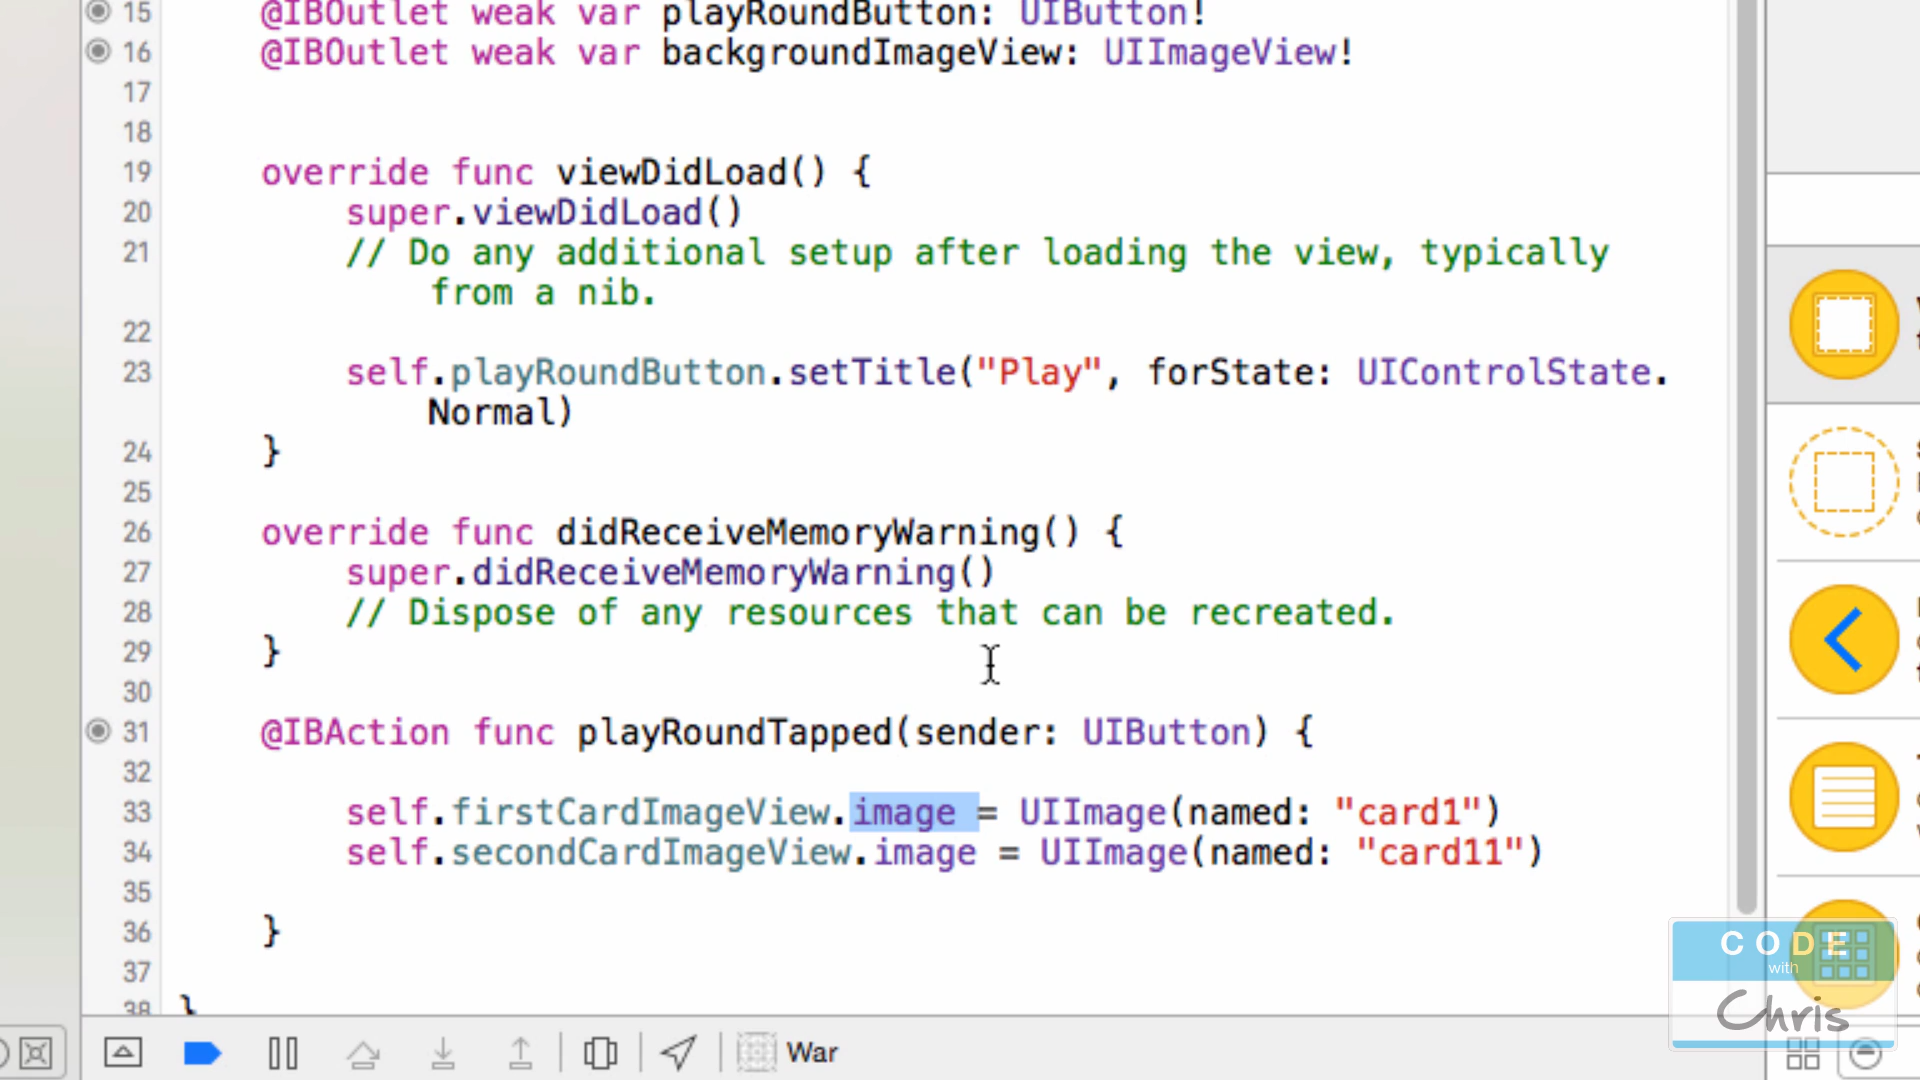 15 @IBOutlet weak var playRoundButton: UIButton!
16 @IBOutlet weak var backgroundImageView: UIImageView!
17
18
19 override func viewDidLoad() {
20 super.viewDidLoad()
21 // Do any additional setup after loading the view, typically
from a nib.
22
23 self.playRoundButton.setTitle("Play", forState: UIControlState.
Normal)
24 }
25
26 override func didReceiveMemoryWarning() {
27 super.didReceiveMemoryWarning()
28 // Dispose of any resources that can be recreated.
29 }
30
31 @IBAction func playRoundTapped(sender: UIButton) {
32
33 self.firstCardImageView.image = UIImage(named: "card1")
34 self.secondCardImageView.image = UIImage(named: "card11")
35
36 }
37
38 }
War
CODE
with
Chris